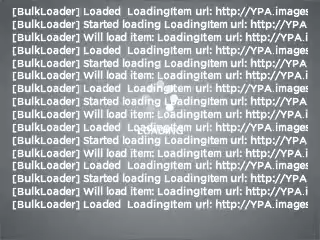 [BulkLoader] Loaded LoadingItem url: http://YPA.images
[BulkLoader] Started loading LoadingItem url: http://YPA
[BulkLoader] Will load item: LoadingItem url: http://YPA.i
[BulkLoader] Loaded LoadingItem url: http://YPA.images
[BulkLoader] Started loading LoadingItem url: http://YPA
[BulkLoader] Will load item: LoadingItem url: http://YPA.i
[BulkLoader] Loaded LoadingItem url: http://YPA.images
[BulkLoader] Started loading LoadingItem url: http://YPA
[BulkLoader] Will load item: LoadingItem url: http://YPA.i
[BulkLoader] Loaded LoadingItem url: http://YPA.images
LOADING
[BulkLoader] Started loading LoadingItem url: http://YPA
[BulkLoader] Will load item: LoadingItem url: http://YPA.i
[BulkLoader] Loaded LoadingItem url: http://YPA.images
[BulkLoader] Started loading LoadingItem url: http://YPA
[BulkLoader] Will load item: LoadingItem url: http://YPA.i
[BulkLoader] Loaded LoadingItem url: http://YPA.images